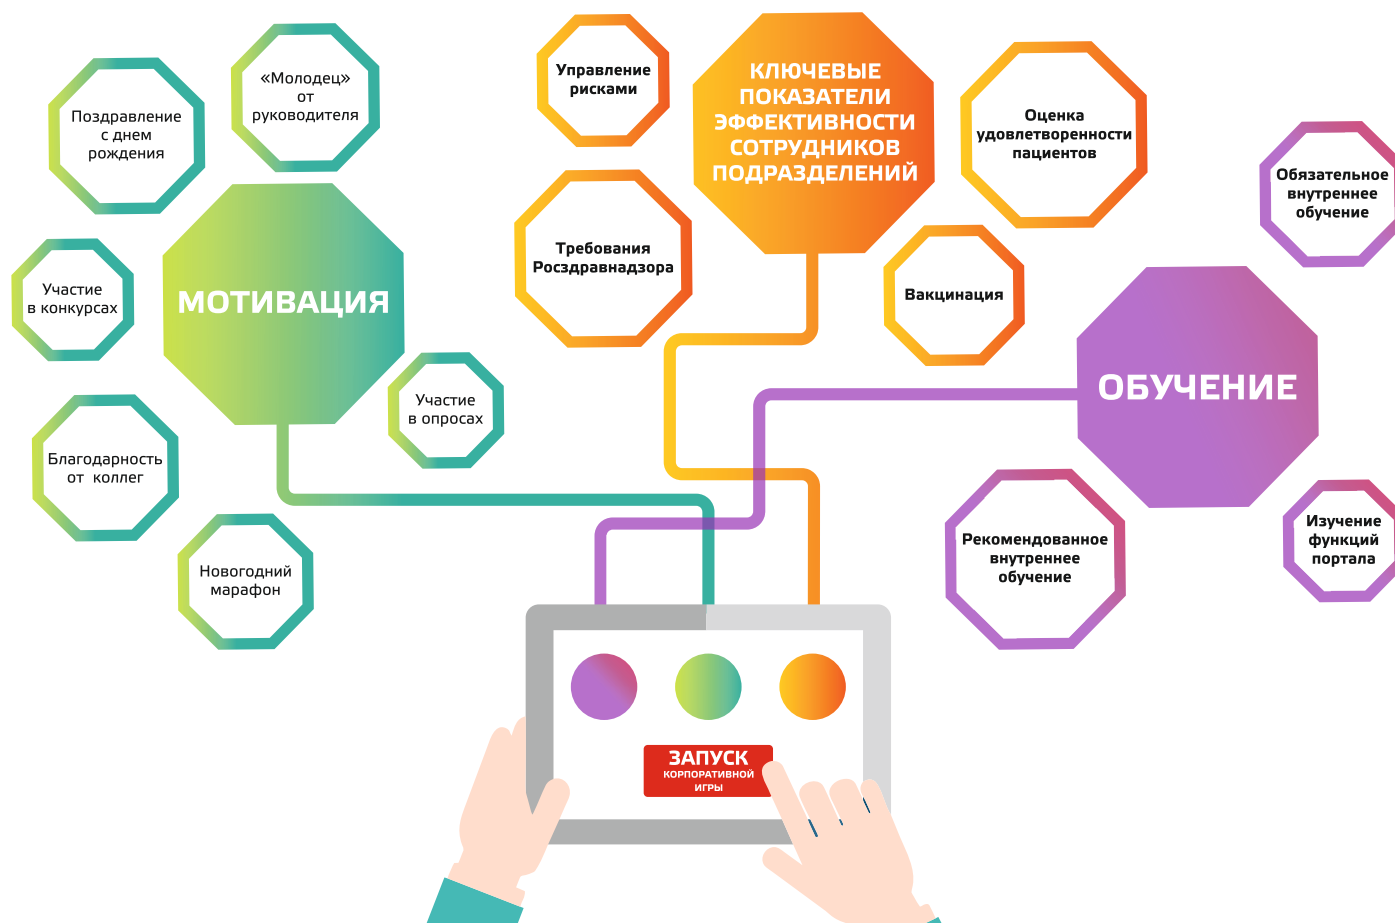 Поздравление
с днем
рождения
«Молодец»
от
руководителя
МОТИВАЦИЯ
Участие
в конкурсах
Участие
в опросах
Благодарность
от коллег
Новогодний
марафон
Управление
рисками
КЛЮЧЕВЫЕ
ПОКАЗАТЕЛИ
ЭФФЕКТИВНОСТИ
СОТРУДНИКОВ
ПОДРАЗДЕЛЕНИЙ
Оценка
удовлетворенности
пациентов
Требования
Росздравнадзора
Вакцинация
Обязательное
внутреннее
обучение
ОБУЧЕНИЕ
Рекомендованное
внутреннее
обучение
Изучение
функций
портала
ЗАПУСК
КОРПОРАТИВНОЙ
ИГРЫ